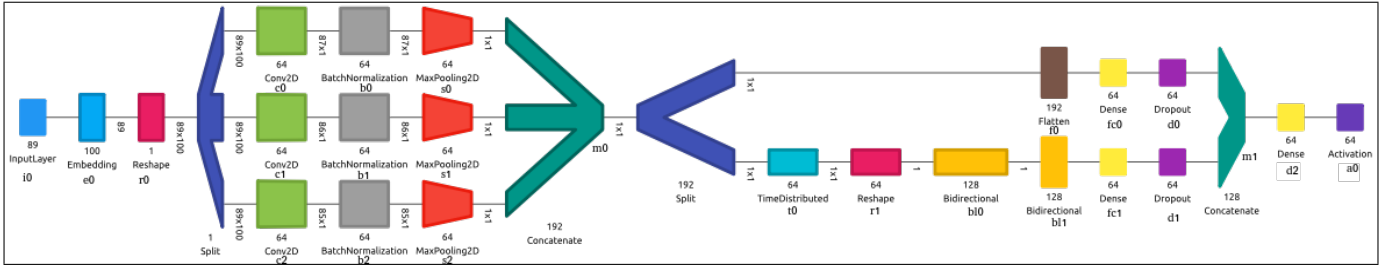 89
InputLayer
i0
100
Embedding
e0
89
1
Reshape
r0
89x100
1
Split
89x100
64
Conv2D
c0
87x1
64
BatchNormalization
b0
87x1
64
MaxPooling2D
s0
1x1
89x100
64
Conv2D
c1
86x1
64
BatchNormalization
b1
86x1
64
MaxPooling2D
s1
1x1
89x100
64
Conv2D
c2
85x1
64
BatchNormalization
b2
85x1
64
MaxPooling2D
s2
1x1
192
Concatenate
m0
1x1
192
Split
1x1
192
Flatten
f0
64
Dense
fc0
64
Dropout
d0
1x1
64
TimeDistributed
t0
1x1
64
Reshape
r1
1
128
Bidirectional
bl0
1
128
Bidirectional
bl1
64
Dense
fc1
64
Dropout
d1
m1
128
Concatenate
64
Dense
d2
64
Activation
a0